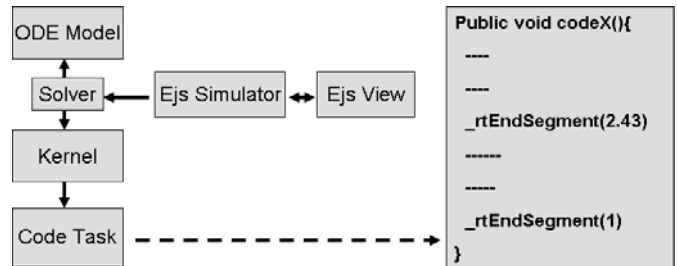 ODE Model
Solver
Ejs Simulator
Ejs View
Kernel
Code Task
Public void codeX(){
----
----
_rtEndSegment(2.43)
------
-----
_rtEndSegment(1)
}